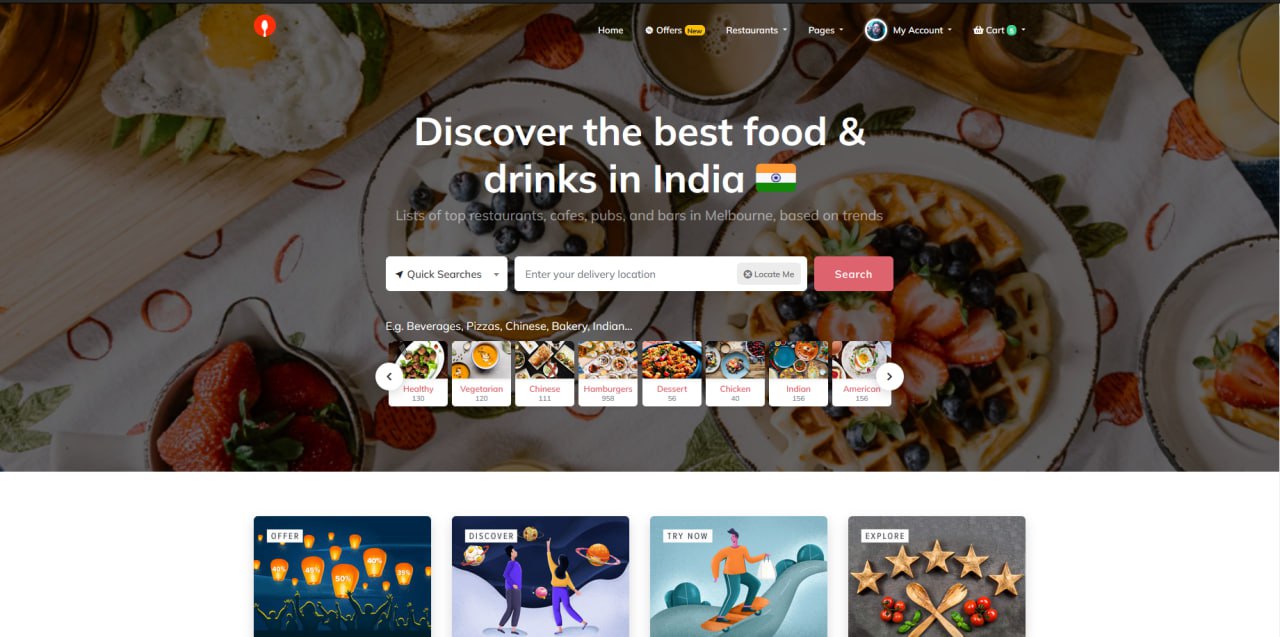 Home
Offers New
Restaurants
Pages
My Account
Cart 5
Discover the best food &
drinks in India
Lists of top restaurants, cafes, pubs, and bars in Melbourne, based on trends
Quick Searches
Enter your delivery location
Locate Me
Search
E.g. Beverages, Pizzas, Chinese, Bakery, Indian...
Healthy
130
Vegetarian
120
Chinese
111
Hamburgers
958
Dessert
56
Chicken
40
Indian
156
American
156
OFFER
40%
45%
50%
40%
35%
DISCOVER
TRY NOW
EXPLORE